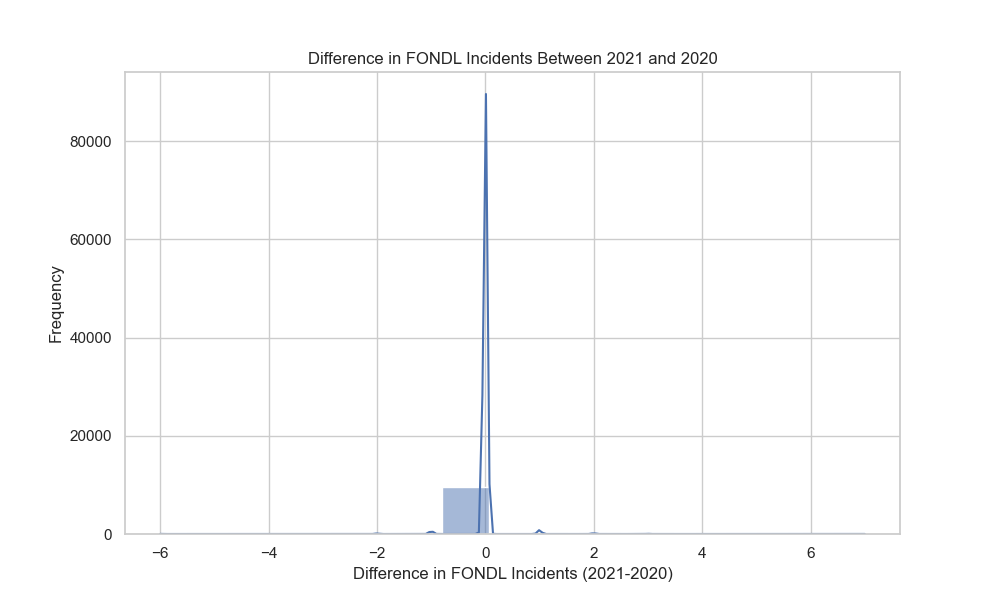 Difference in FONDL Incidents Between 2021 and 2020
80000
60000
40000
20000
0
Frequency
−6 −4 −2 0 2 4 6
Difference in FONDL Incidents (2021-2020)